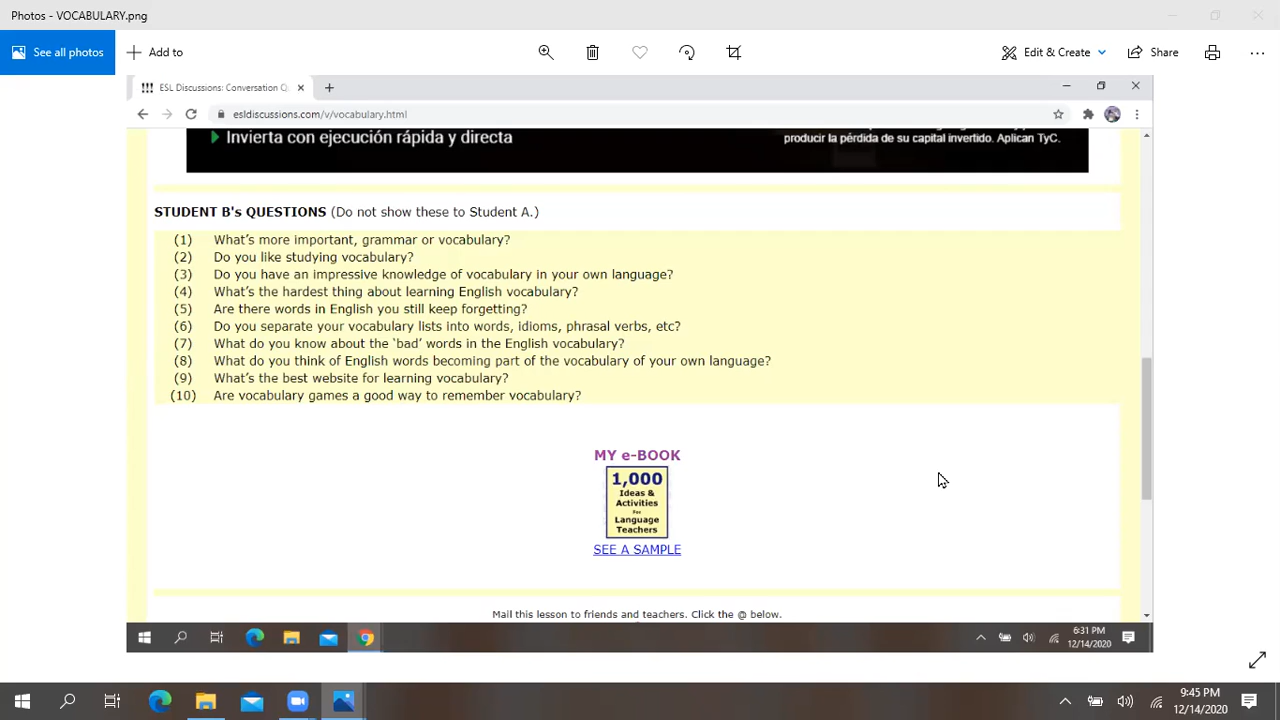 Photos - VOCABULARY.png
See all photos
Add to
Edit & Create
Share
ESL Discussions: Conversation Q
esldiscussions.com/v/vocabulary.html
Invierta con ejecución rápida y directa
producir la pérdida de su capital invertido. Aplican TyC.
STUDENT B's QUESTIONS (Do not show these to Student A.)
(1) What's more important, grammar or vocabulary?
(2) Do you like studying vocabulary?
(3) Do you have an impressive knowledge of vocabulary in your own language?
(4) What's the hardest thing about learning English vocabulary?
(5) Are there words in English you still keep forgetting?
(6) Do you separate your vocabulary lists into words, idioms, phrasal verbs, etc?
(7) What do you know about the ‘bad’ words in the English vocabulary?
(8) What do you think of English words becoming part of the vocabulary of your own language?
(9) What's the best website for learning vocabulary?
(10) Are vocabulary games a good way to remember vocabulary?
MY e-BOOK
1,000
Ideas &
Activities
For
Language
Teachers
SEE A SAMPLE
Mail this lesson to friends and teachers. Click the @ below.
6:31 PM
12/14/2020
9:45 PM
12/14/2020